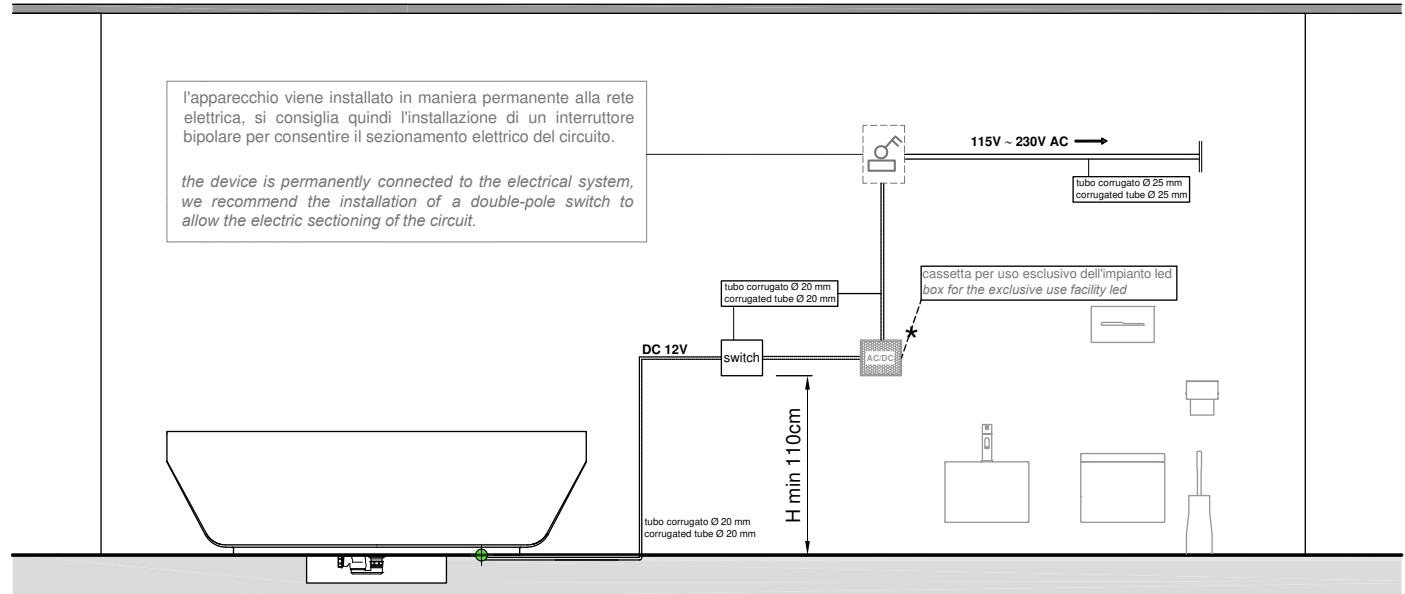 l'apparecchio viene installato in maniera permanente alla rete
elettrica, si consiglia quindi l'installazione di un interruttore
bipolare per consentire il sezionamento elettrico del circuito.
the device is permanently connected to the electrical system,
we recommend the installation of a double-pole switch to
allow the electric sectioning of the circuit.
115V ~ 230V AC
tubo corrugato Ø 25 mm
corrugated tube Ø 25 mm
cassetta per uso esclusivo dell'impianto led
box for the exclusive use facility led
tubo corrugato Ø 20 mm
corrugated tube Ø 20 mm
*
DC 12V
switch
AC/DC
H min 110cm
tubo corrugato Ø 20 mm
corrugated tube Ø 20 mm